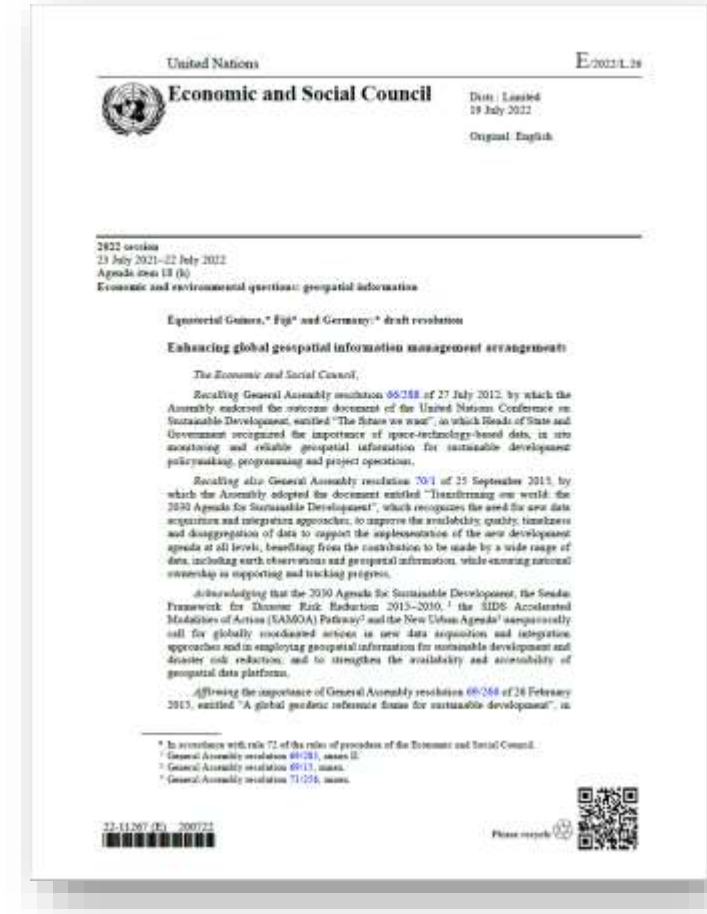 United Nations
E/2022/L.26
Economic and Social Council
Distr.: Limited
19 July 2022
Original: English
2022 session
23 July 2021–22 July 2022
Agenda item 18 (h)
Economic and environmental questions: geospatial information
Equatorial Guinea,* Fiji* and Germany:* draft resolution
Enhancing global geospatial information management arrangements
The Economic and Social Council,
Recalling General Assembly resolution 66/288 of 27 July 2012, by which the
Assembly endorsed the outcome document of the United Nations Conference on
Sustainable Development, entitled “The future we want”, in which Heads of State and
Government recognized the importance of space-technology-based data, in situ
monitoring and reliable geospatial information for sustainable development
policymaking, programming and project operations,
Recalling also General Assembly resolution 70/1 of 25 September 2015, by
which the Assembly adopted the document entitled “Transforming our world: the
2030 Agenda for Sustainable Development”, which recognizes the need for new data
acquisition and integration approaches, to improve the availability, quality, timeliness
and disaggregation of data to support the implementation of the new development
agenda at all levels, benefiting from the contribution to be made by a wide range of
data, including earth observations and geospatial information, while ensuring national
ownership in supporting and tracking progress,
Acknowledging that the 2030 Agenda for Sustainable Development, the Sendai
Framework for Disaster Risk Reduction 2015–2030,1 the SIDS Accelerated
Modalities of Action (SAMOA) Pathway2 and the New Urban Agenda3 unequivocally
call for globally coordinated actions in new data acquisition and integration
approaches and in employing geospatial information for sustainable development and
disaster risk reduction, and to strengthen the availability and accessibility of
geospatial data platforms,
Affirming the importance of General Assembly resolution 69/266 of 26 February
2015, entitled “A global geodetic reference frame for sustainable development”, in
* In accordance with rule 72 of the rules of procedure of the Economic and Social Council.
1 General Assembly resolution 69/283, annex II.
2 General Assembly resolution 69/15, annex.
3 General Assembly resolution 71/256, annex.
22-11267 (E) 200722
Please recycle